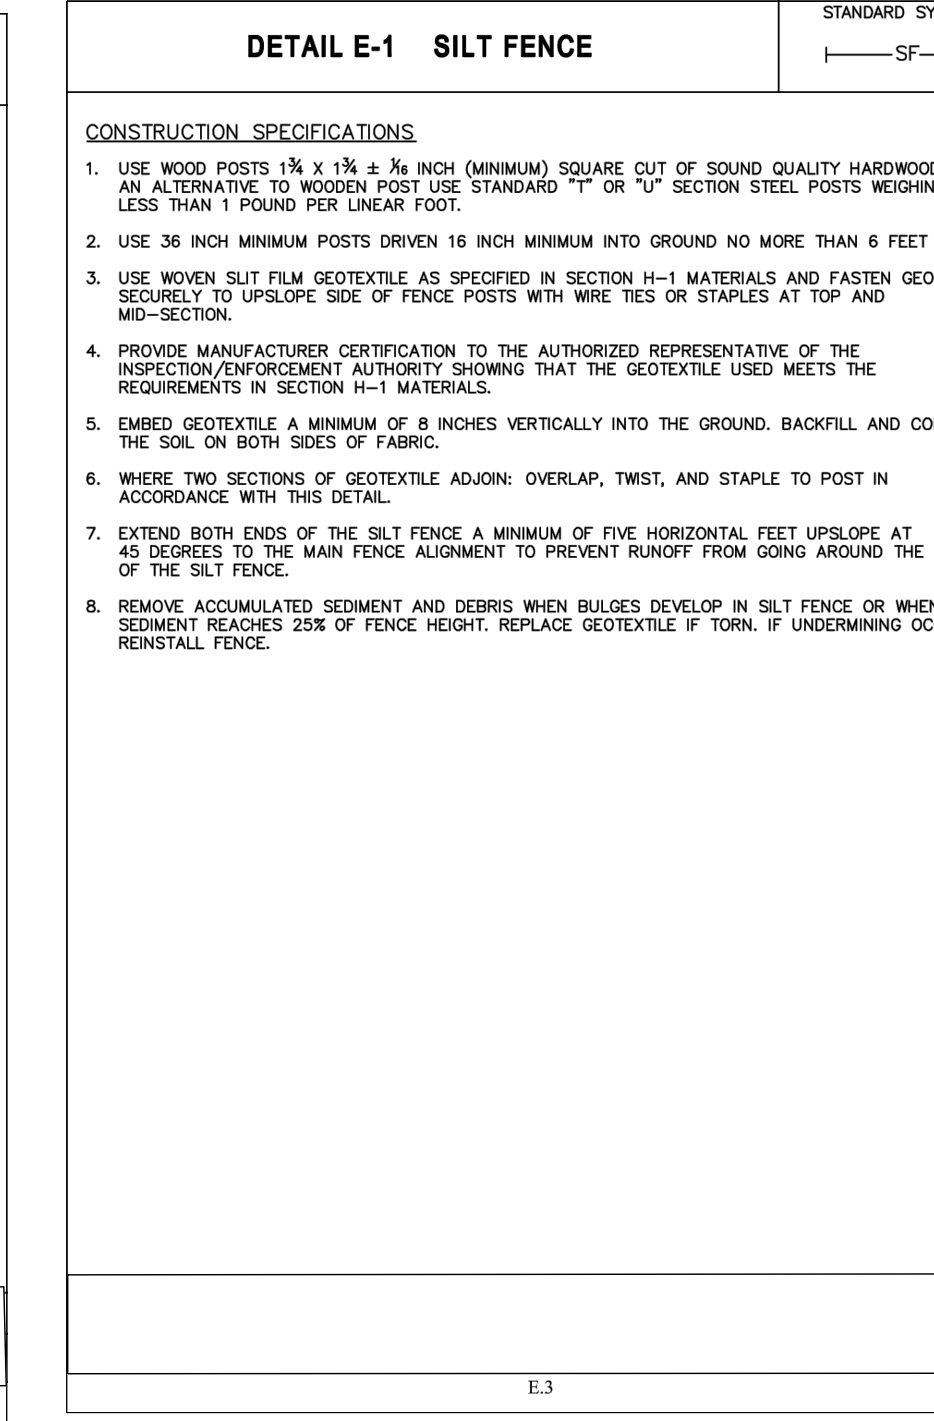 STANDARD SY
DETAIL E-1 SILT FENCE
SF
CONSTRUCTION SPECIFICATIONS
1. USE WOOD POSTS 1¾ X 1¾ ± 1/16 INCH (MINIMUM) SQUARE CUT OF SOUND QUALITY HARDWOOD
AN ALTERNATIVE TO WOODEN POST USE STANDARD "T" OR "U" SECTION STEEL POSTS WEIGHIN
LESS THAN 1 POUND PER LINEAR FOOT.
2. USE 36 INCH MINIMUM POSTS DRIVEN 16 INCH MINIMUM INTO GROUND NO MORE THAN 6 FEET
3. USE WOVEN SLIT FILM GEOTEXTILE AS SPECIFIED IN SECTION H-1 MATERIALS AND FASTEN GEO
SECURELY TO UPSLOPE SIDE OF FENCE POSTS WITH WIRE TIES OR STAPLES AT TOP AND
MID-SECTION.
4. PROVIDE MANUFACTURER CERTIFICATION TO THE AUTHORIZED REPRESENTATIVE OF THE
INSPECTION/ENFORCEMENT AUTHORITY SHOWING THAT THE GEOTEXTILE USED MEETS THE
REQUIREMENTS IN SECTION H-1 MATERIALS.
5. EMBED GEOTEXTILE A MINIMUM OF 8 INCHES VERTICALLY INTO THE GROUND. BACKFILL AND CO
THE SOIL ON BOTH SIDES OF FABRIC.
6. WHERE TWO SECTIONS OF GEOTEXTILE ADJOIN: OVERLAP, TWIST, AND STAPLE TO POST IN
ACCORDANCE WITH THIS DETAIL.
7. EXTEND BOTH ENDS OF THE SILT FENCE A MINIMUM OF FIVE HORIZONTAL FEET UPSLOPE AT
45 DEGREES TO THE MAIN FENCE ALIGNMENT TO PREVENT RUNOFF FROM GOING AROUND THE
OF THE SILT FENCE.
8. REMOVE ACCUMULATED SEDIMENT AND DEBRIS WHEN BULGES DEVELOP IN SILT FENCE OR WHEN
SEDIMENT REACHES 25% OF FENCE HEIGHT. REPLACE GEOTEXTILE IF TORN. IF UNDERMINING OC
REINSTALL FENCE.
E.3